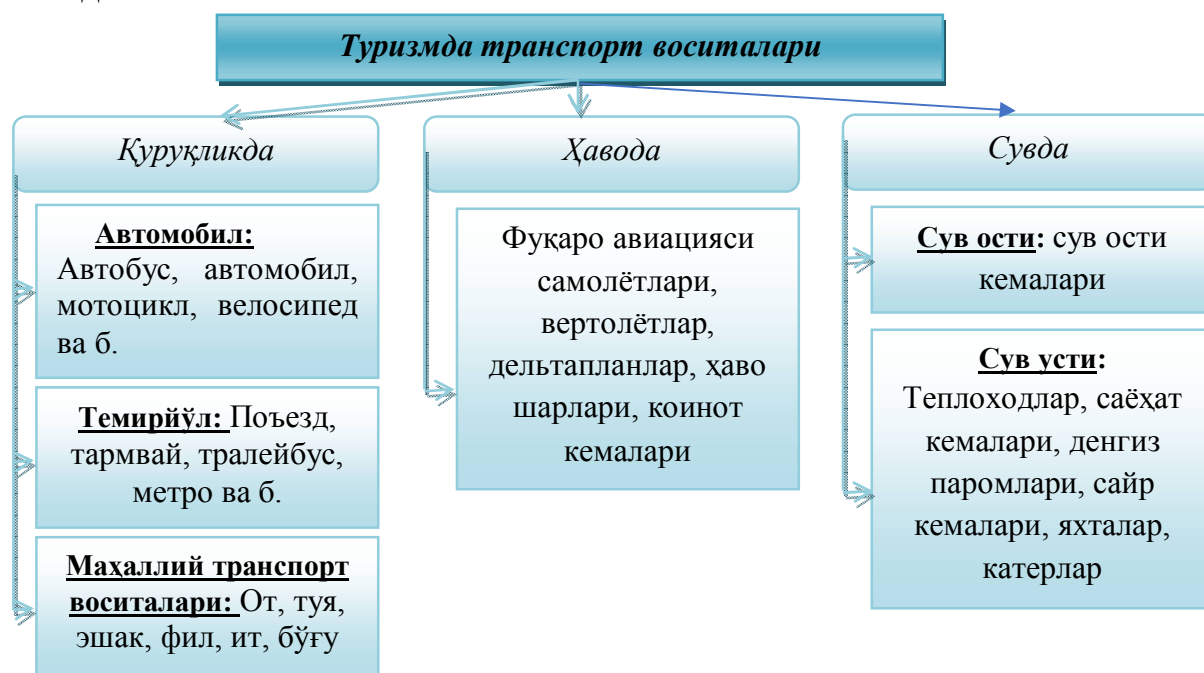 Туризмда транспорт воситалари
Қуруқликда
Автомобил:
Автобус, автомобил,
мотоцикл, велосипед
ва б.
Темирйўл: Поъезд,
тармвай, тралейбус,
метро ва б.
Маҳаллий транспорт
воситалари: От, туя,
эшак, фил, ит, бўғу
Ҳавода
Фуқаро авиацияси
самолётлари,
вертолётлар,
дельтапланлар, ҳаво
шарлари, коинот
кемалари
Сувда
Сув ости: сув ости
кемалари
Сув усти:
Теплоходлар, саёҳат
кемалари, денгиз
паромлари, сайр
кемалари, яхталар,
катерлар